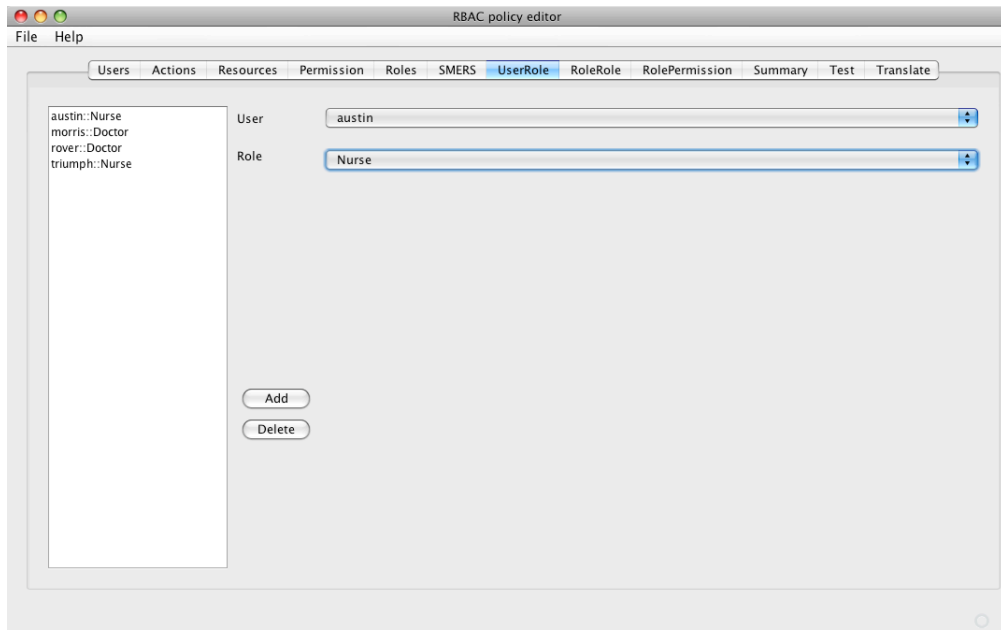 RBAC policy editor
File Help
Users Actions Resources Permission Roles SMERS UserRole RoleRole RolePermission Summary Test Translate
austin::Nurse
morris::Doctor
rover::Doctor
triumph::Nurse
User austin
Role Nurse
Add
Delete